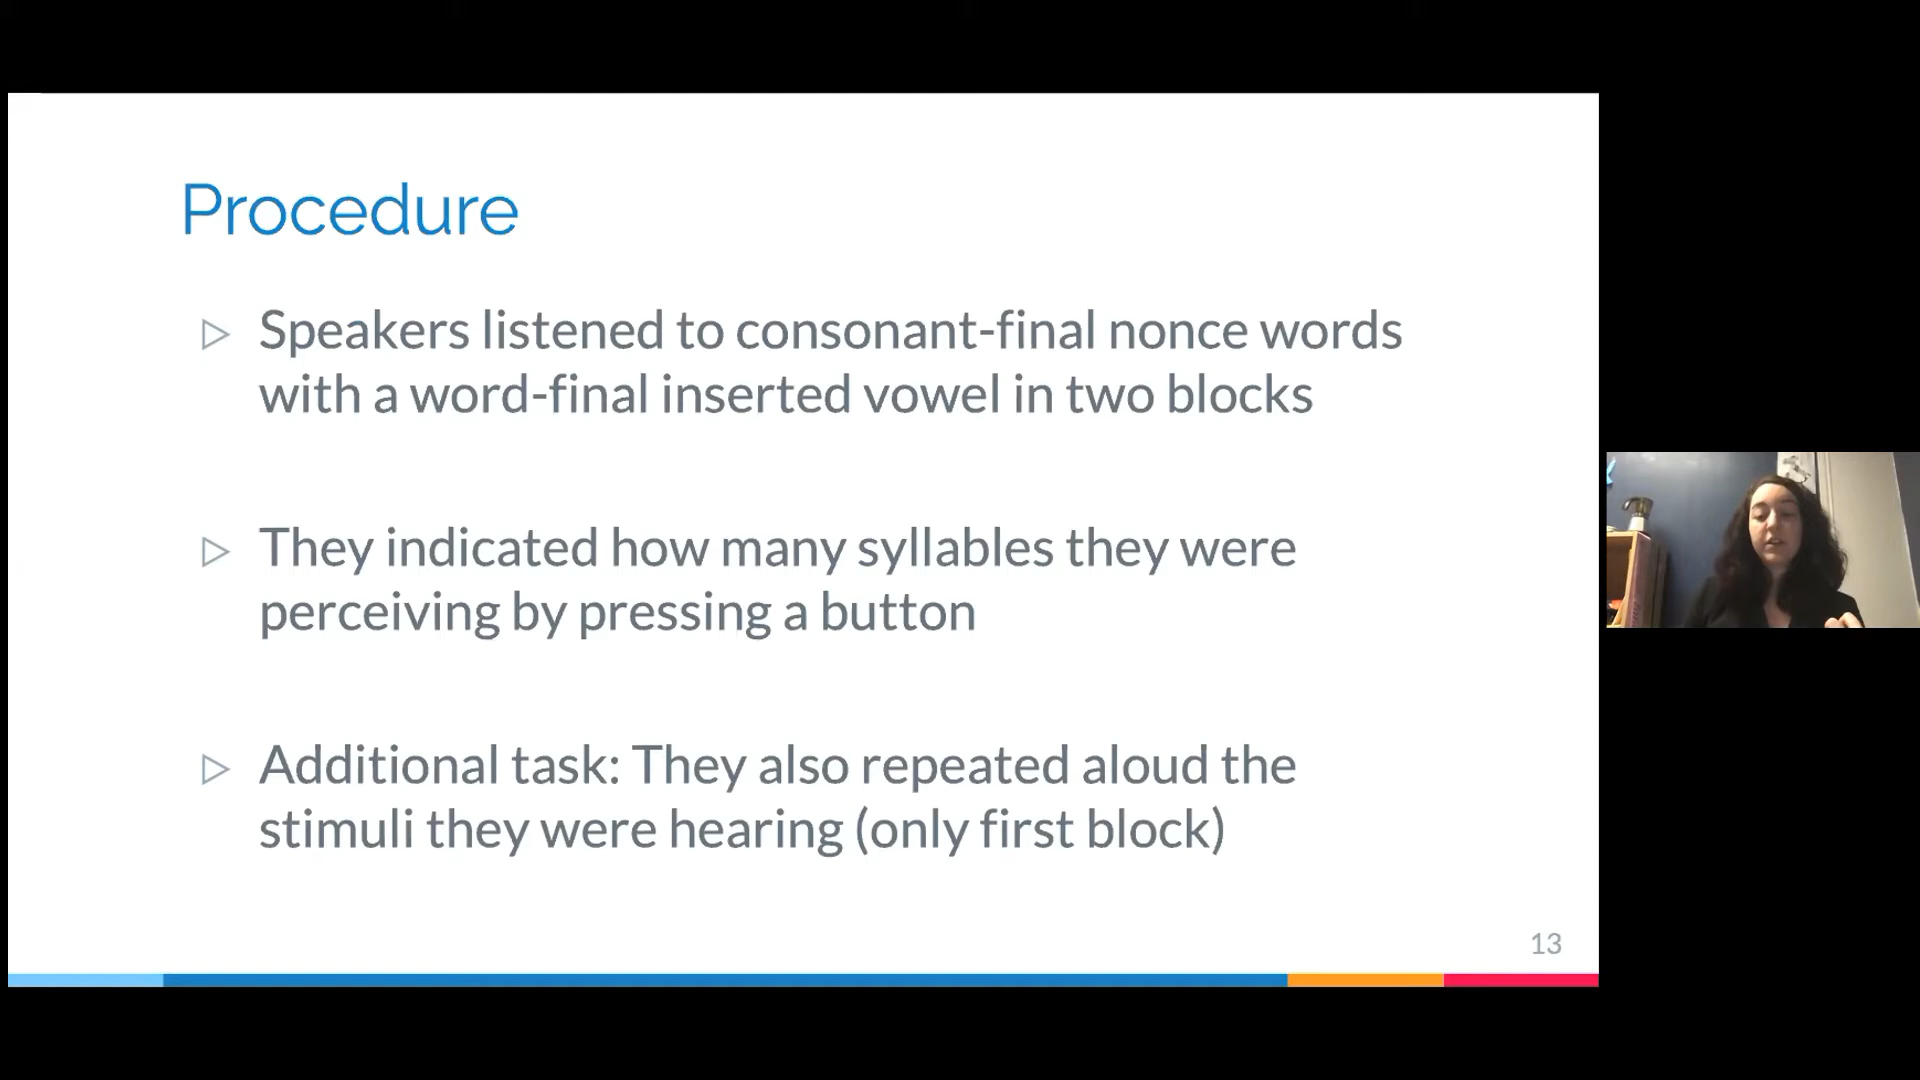 Procedure
Speakers listened to consonant-final nonce words
with a word-final inserted vowel in two blocks
They indicated how many syllables they were
perceiving by pressing a button
Additional task: They also repeated aloud the
stimuli they were hearing (only first block)
13